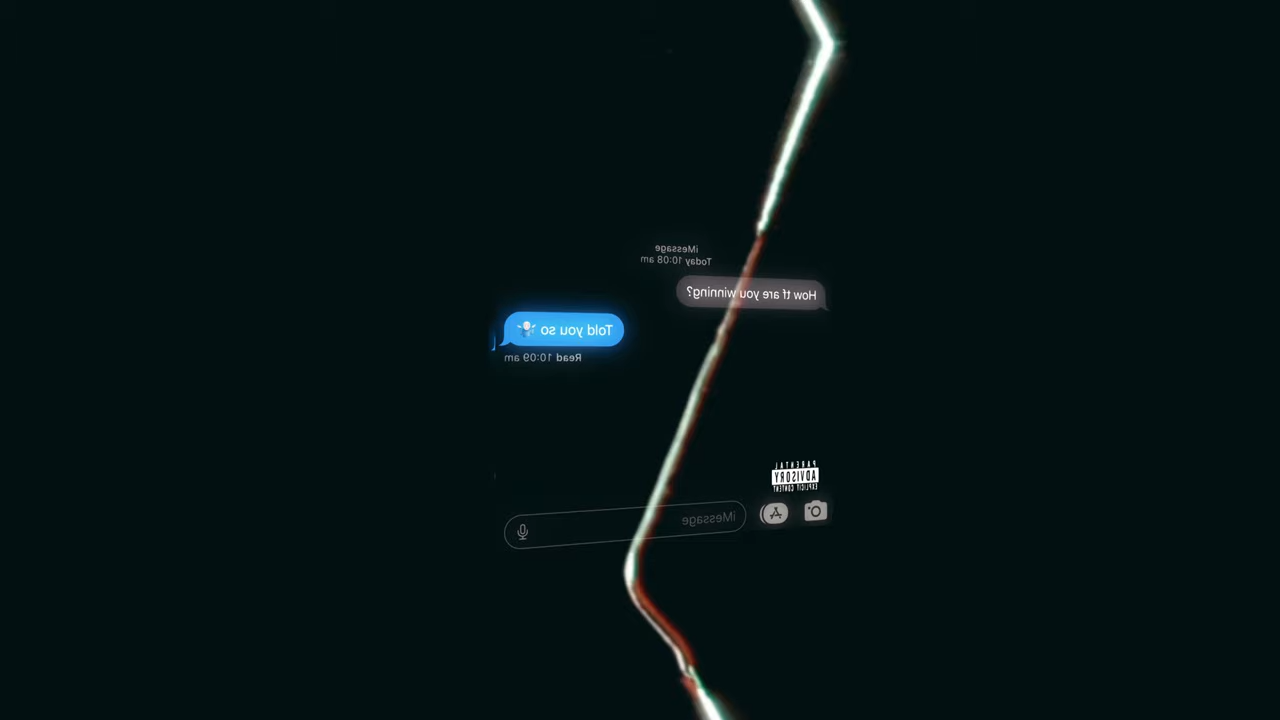 iMessage
Today 10:08 am
How tf are you winning?
Told you so 🤷🏻‍♂️
Read 10:09 am
PARENTAL
ADVISORY
EXPLICIT CONTENT
iMessage